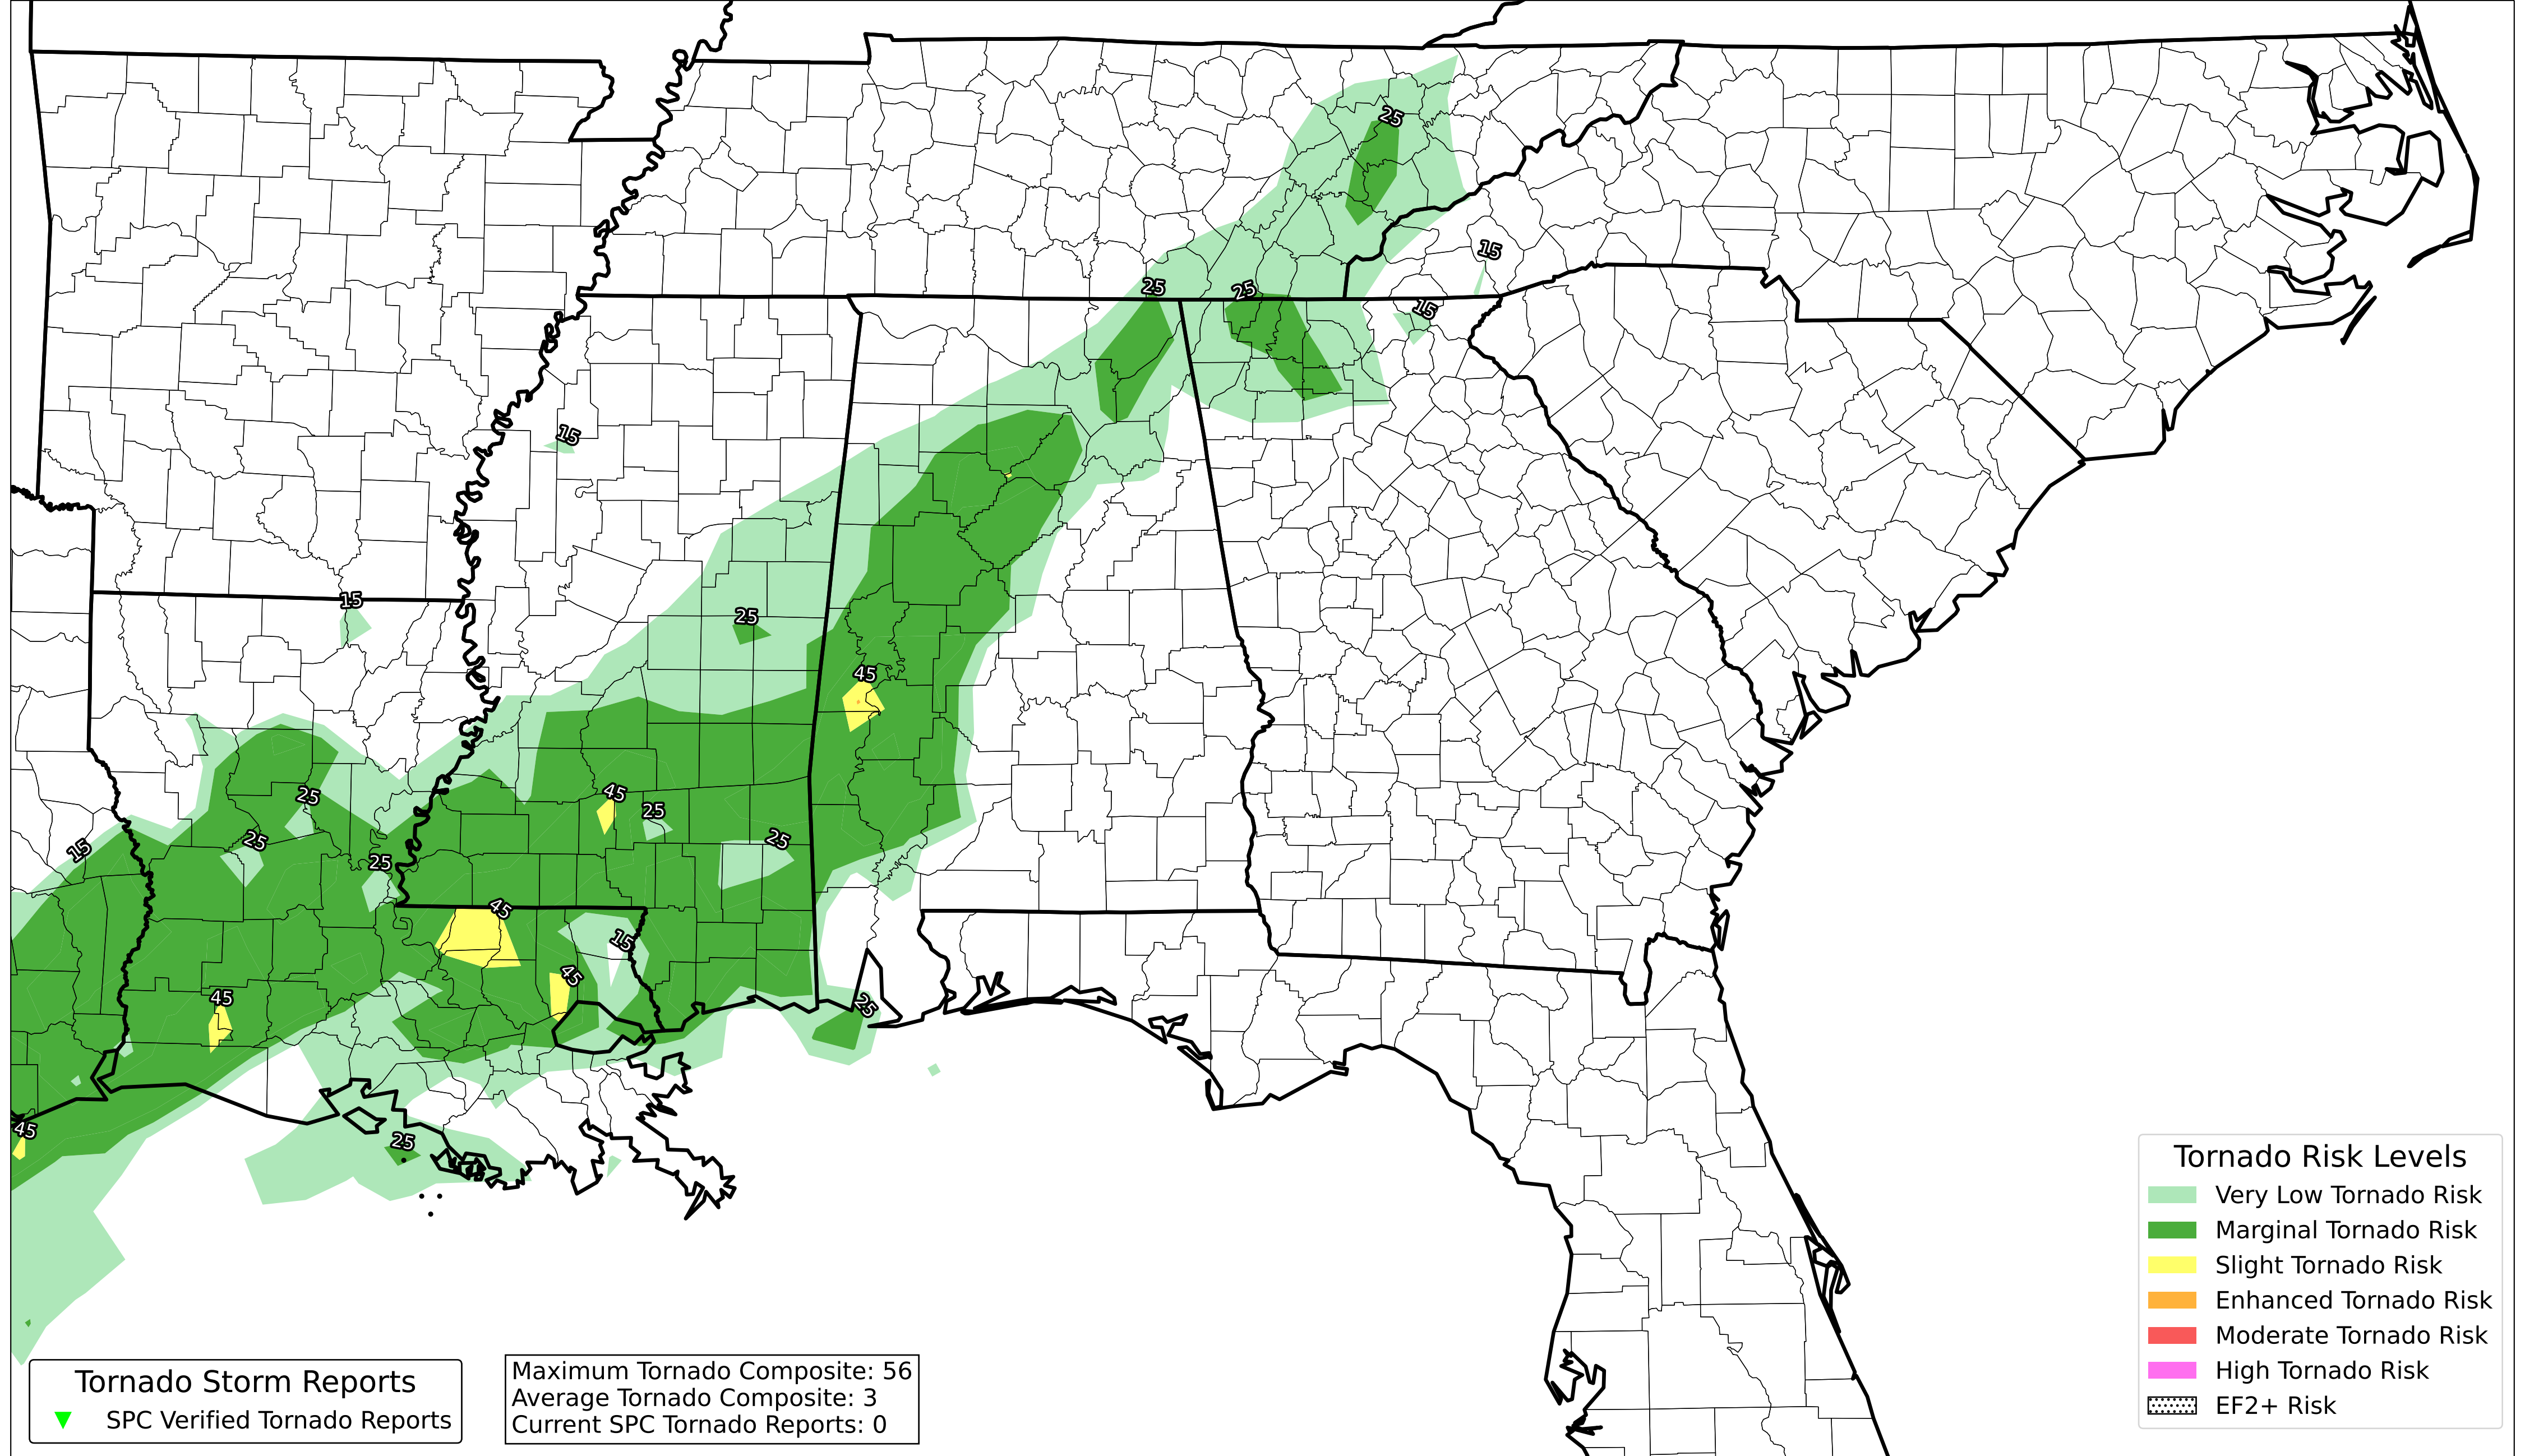 25
15
25
25
15
15
15
25
45
45
25
25
25
15
25
25
45
15
45
45
25
45
25
Tornado Risk Levels
Very Low Tornado Risk
Marginal Tornado Risk
Slight Tornado Risk
Enhanced Tornado Risk
Moderate Tornado Risk
High Tornado Risk
EF2+ Risk
Tornado Storm Reports
SPC Verified Tornado Reports
Maximum Tornado Composite: 56
Average Tornado Composite: 3
Current SPC Tornado Reports: 0